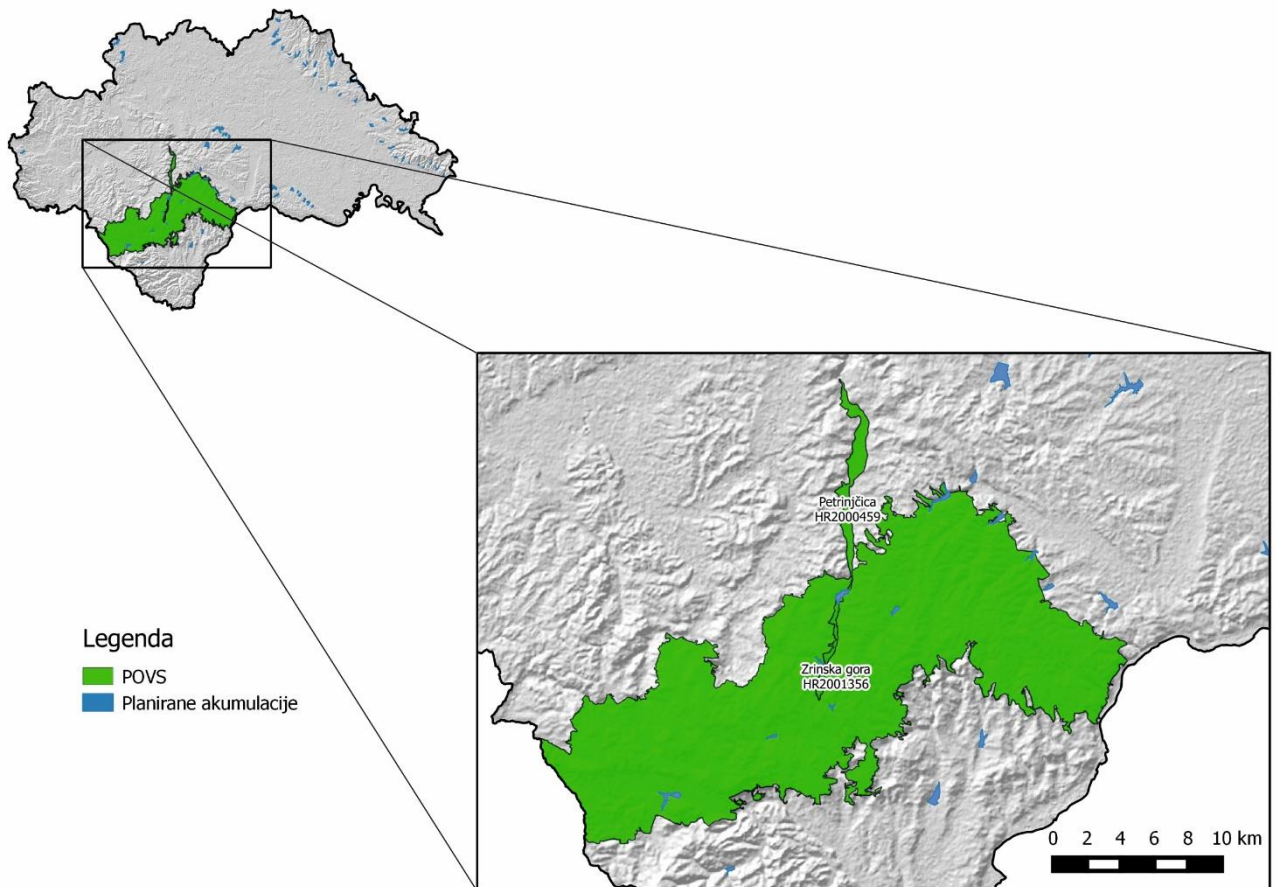 Petrinjčica
HR2000459
Zrinska gora
HR2001356
Legenda
POVS
Planirane akumulacije
0 2 4 6 8 10 km